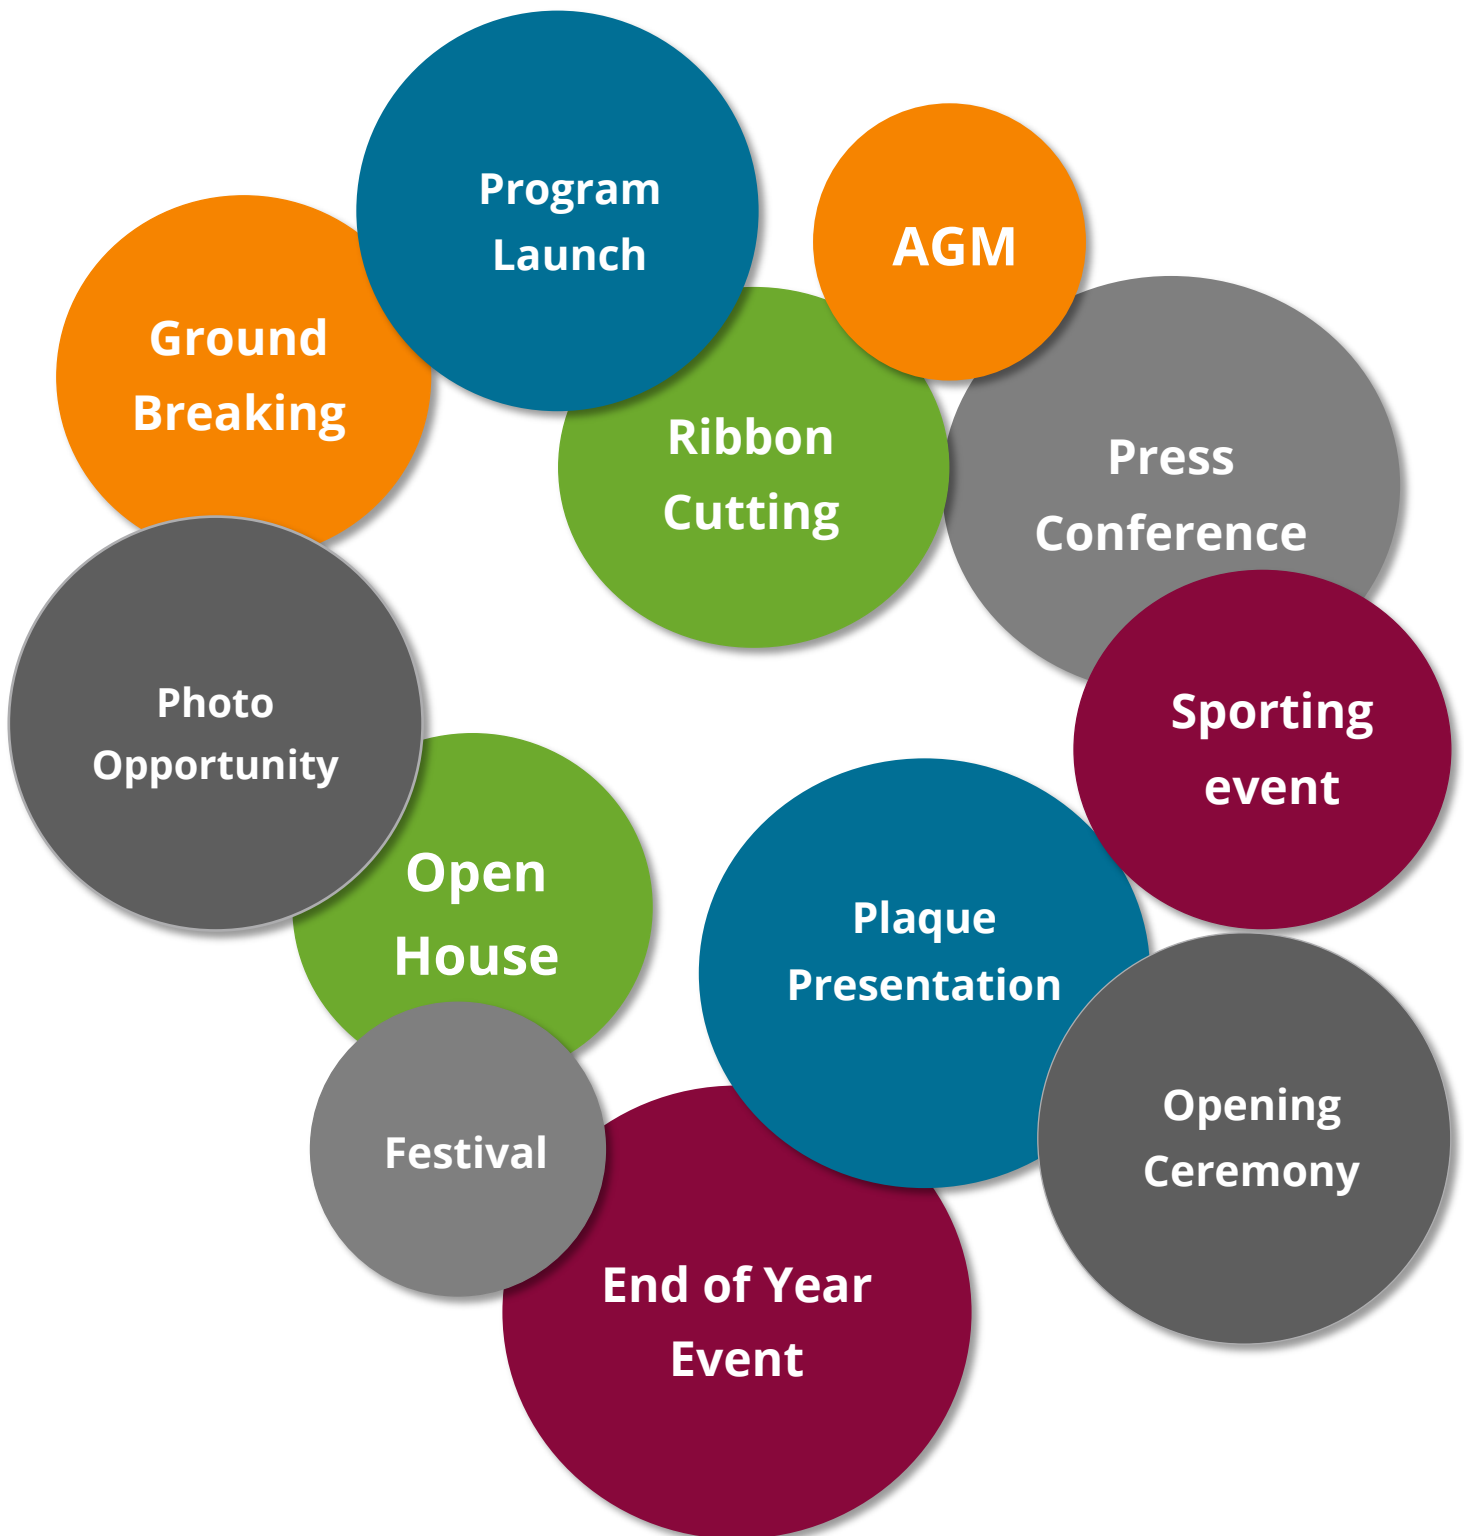 Program
Launch
AGM
Ground
Breaking
Ribbon
Cutting
Press
Conference
Photo
Opportunity
Sporting
event
Open
House
Plaque
Presentation
Festival
Opening
Ceremony
End of Year
Event